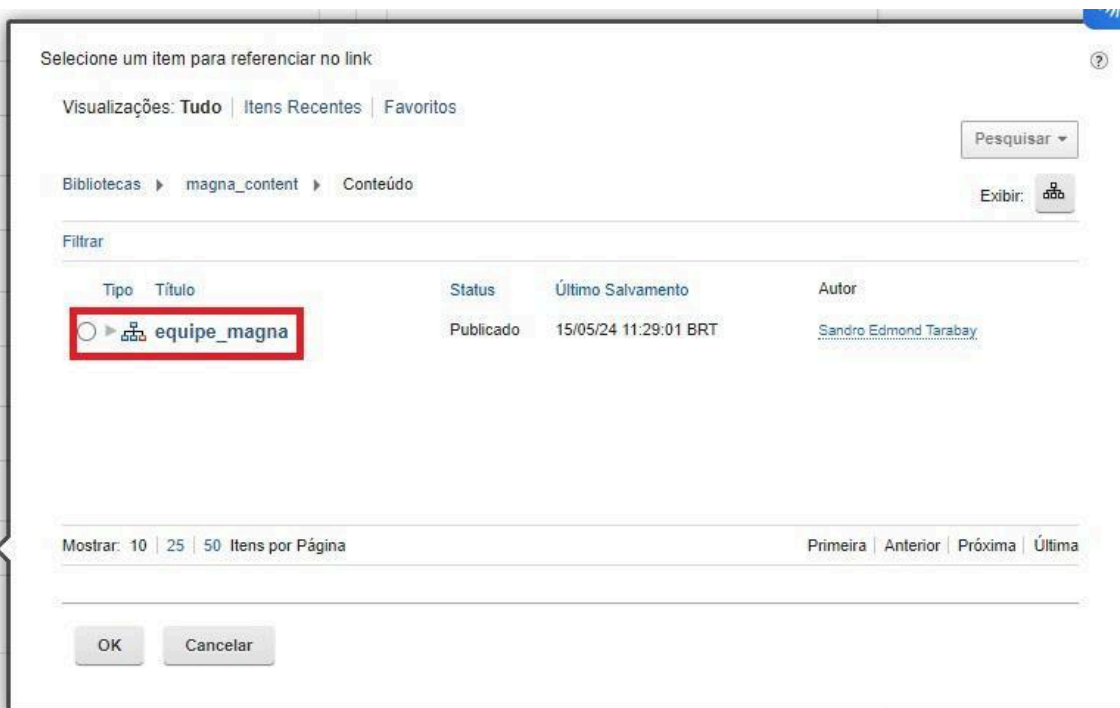 Selecione um item para referenciar no link
Visualizações: Tudo | Itens Recentes | Favoritos
Pesquisar
Bibliotecas magna_content Conteúdo
Exibir:
Filtrar
Tipo Título Status Último Salvamento Autor
equipe_magna Publicado 15/05/24 11:29:01 BRT Sandro Edmond Tarabay
Mostrar: 10 | 25 | 50 Itens por Página Primeira | Anterior | Próxima | Última
OK Cancelar